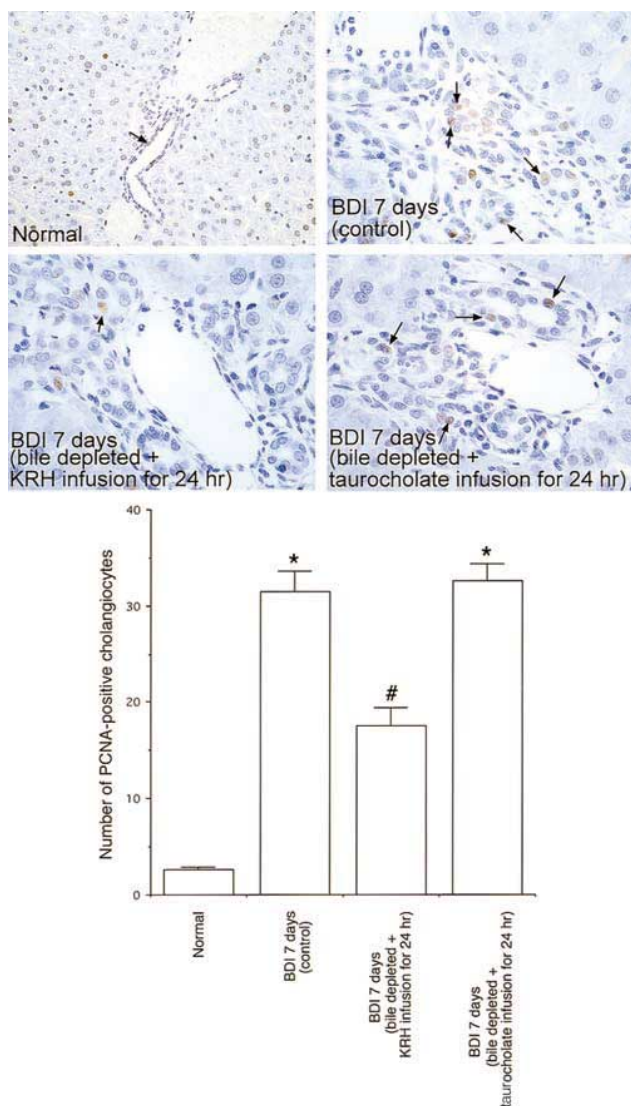 Normal
BDI 7 days
(control)
BDI 7 days
(bile depleted +
KRH infusion for 24 hr)
BDI 7 days
(bile depleted +
taurocholate infusion for 24 hr)
Number of PCNA-positive cholangiocytes
40
30
20
10
0
*
#
*
Normal
BDI 7 days
(control)
BDI 7 days
(bile depleted +
KRH infusion for 24 hr)
BDI 7 days
(bile depleted +
taurocholate infusion for 24 hr)